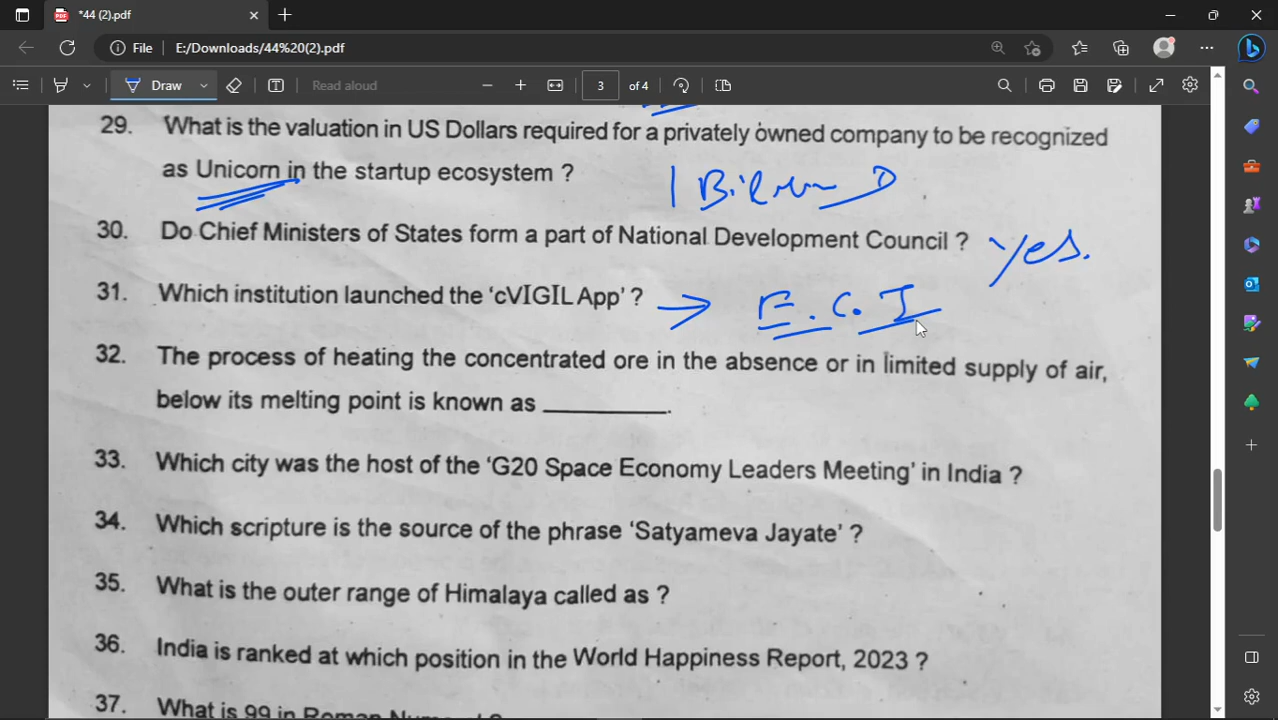 *44 (2).pdf
File E:/Downloads/44%20(2).pdf
Draw Read aloud 3 of 4
29. What is the valuation in US Dollars required for a privately owned company to be recognized
as Unicorn in the startup ecosystem ? 1 Billion D
30. Do Chief Ministers of States form a part of National Development Council ? Yes.
31. Which institution launched the ‘cVIGIL App’ ? → E.C.I
32. The process of heating the concentrated ore in the absence or in limited supply of air,
below its melting point is known as __________.
33. Which city was the host of the ‘G20 Space Economy Leaders Meeting’ in India ?
34. Which scripture is the source of the phrase ‘Satyameva Jayate’ ?
35. What is the outer range of Himalaya called as ?
36. India is ranked at which position in the World Happiness Report, 2023 ?
37. What is 99 in Roman Numeral ?